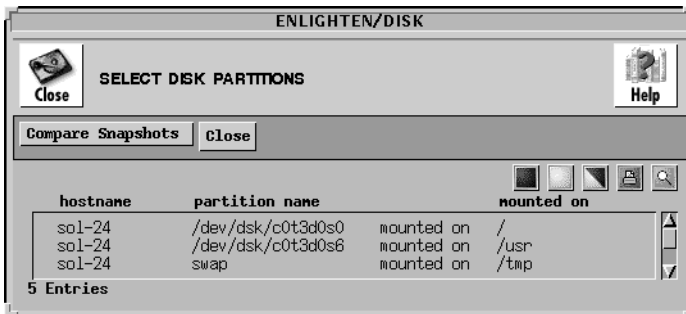 ENLIGHTEN/DISK
Close
SELECT DISK PARTITIONS
Help
Compare Snapshots Close
hostname partition name mounted on
sol-24 /dev/dsk/c0t3d0s0 mounted on /
sol-24 /dev/dsk/c0t3d0s6 mounted on /usr
sol-24 swap mounted on /tmp
5 Entries